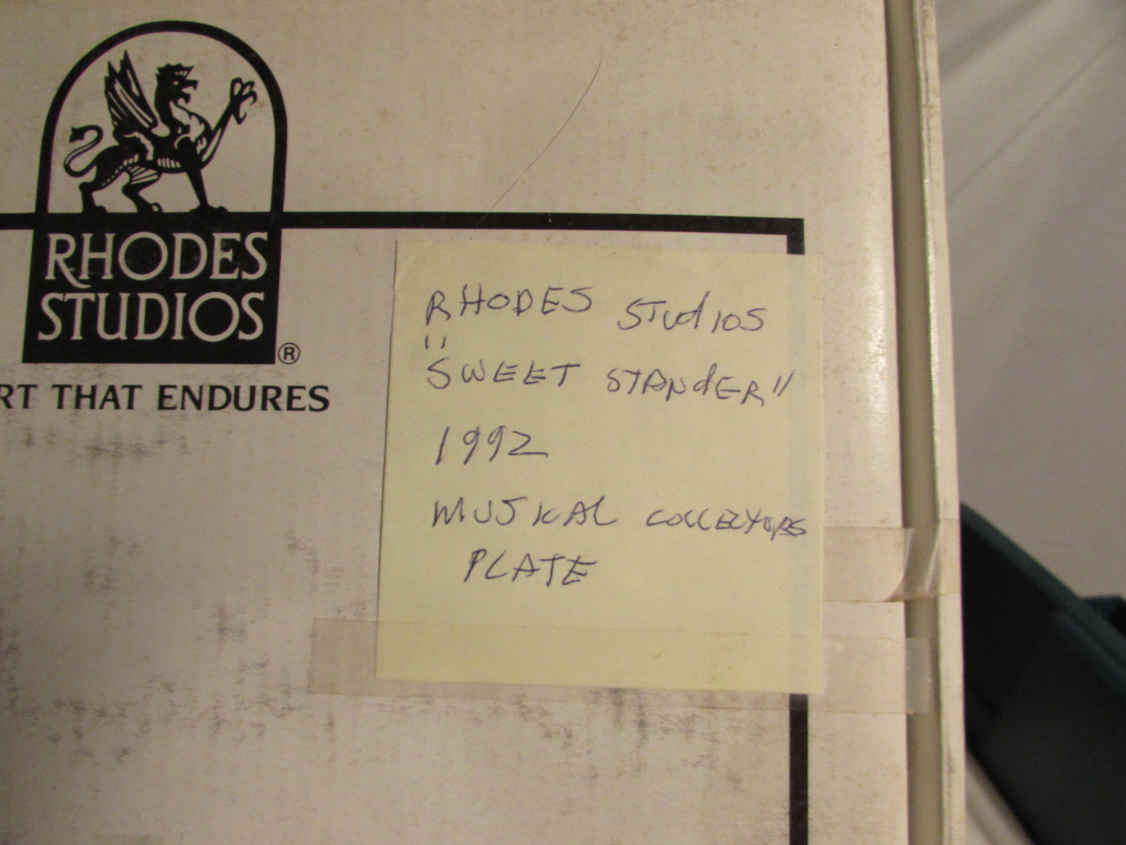 RHODES
STUDIOS
®
RT THAT ENDURES
RHODES STUdIOS
"SWEET STANdER"
1992
MUSICAL COLLECTORS
PLATE